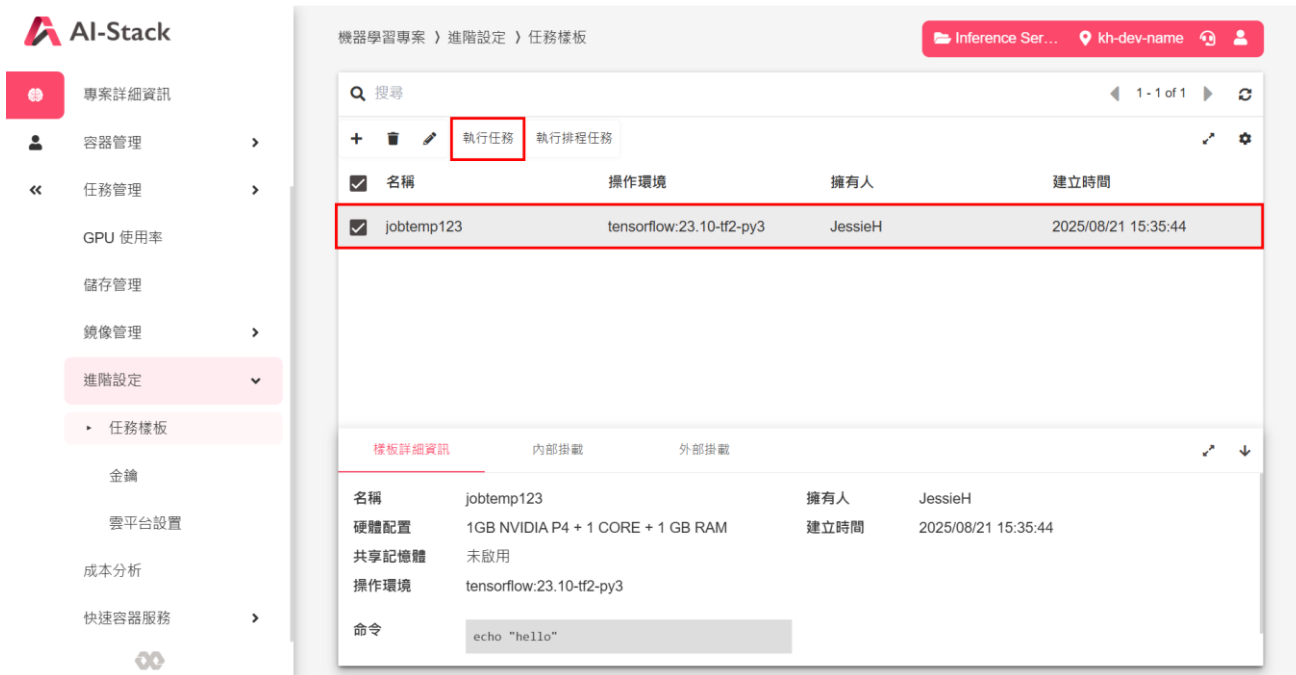 AI-Stack
機器學習專案 ❭ 進階設定 ❭ 任務樣板
Inference Ser... kh-dev-name
專案詳細資訊
容器管理
任務管理
GPU 使用率
儲存管理
鏡像管理
進階設定
任務樣板
金鑰
雲平台設置
成本分析
快速容器服務
搜尋 1 - 1 of 1
執行任務 執行排程任務
名稱 操作環境 擁有人 建立時間
jobtemp123 tensorflow:23.10-tf2-py3 JessieH 2025/08/21 15:35:44
樣板詳細資訊 內部掛載 外部掛載
名稱 jobtemp123 擁有人 JessieH
硬體配置 1GB NVIDIA P4 + 1 CORE + 1 GB RAM 建立時間 2025/08/21 15:35:44
共享記憶體 未啟用
操作環境 tensorflow:23.10-tf2-py3
命令 echo "hello"